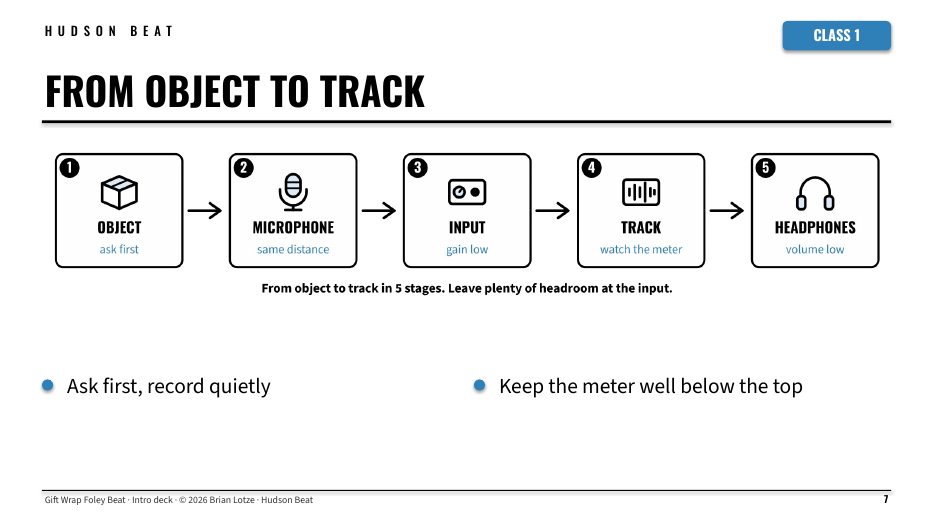 HUDSON BEAT
CLASS 1
FROM OBJECT TO TRACK
1
OBJECT
ask first
2
MICROPHONE
same distance
3
INPUT
gain low
4
TRACK
watch the meter
5
HEADPHONES
volume low
From object to track in 5 stages. Leave plenty of headroom at the input.
Ask first, record quietly
Keep the meter well below the top
Gift Wrap Foley Beat · Intro deck · © 2026 Brian Lotze · Hudson Beat
7